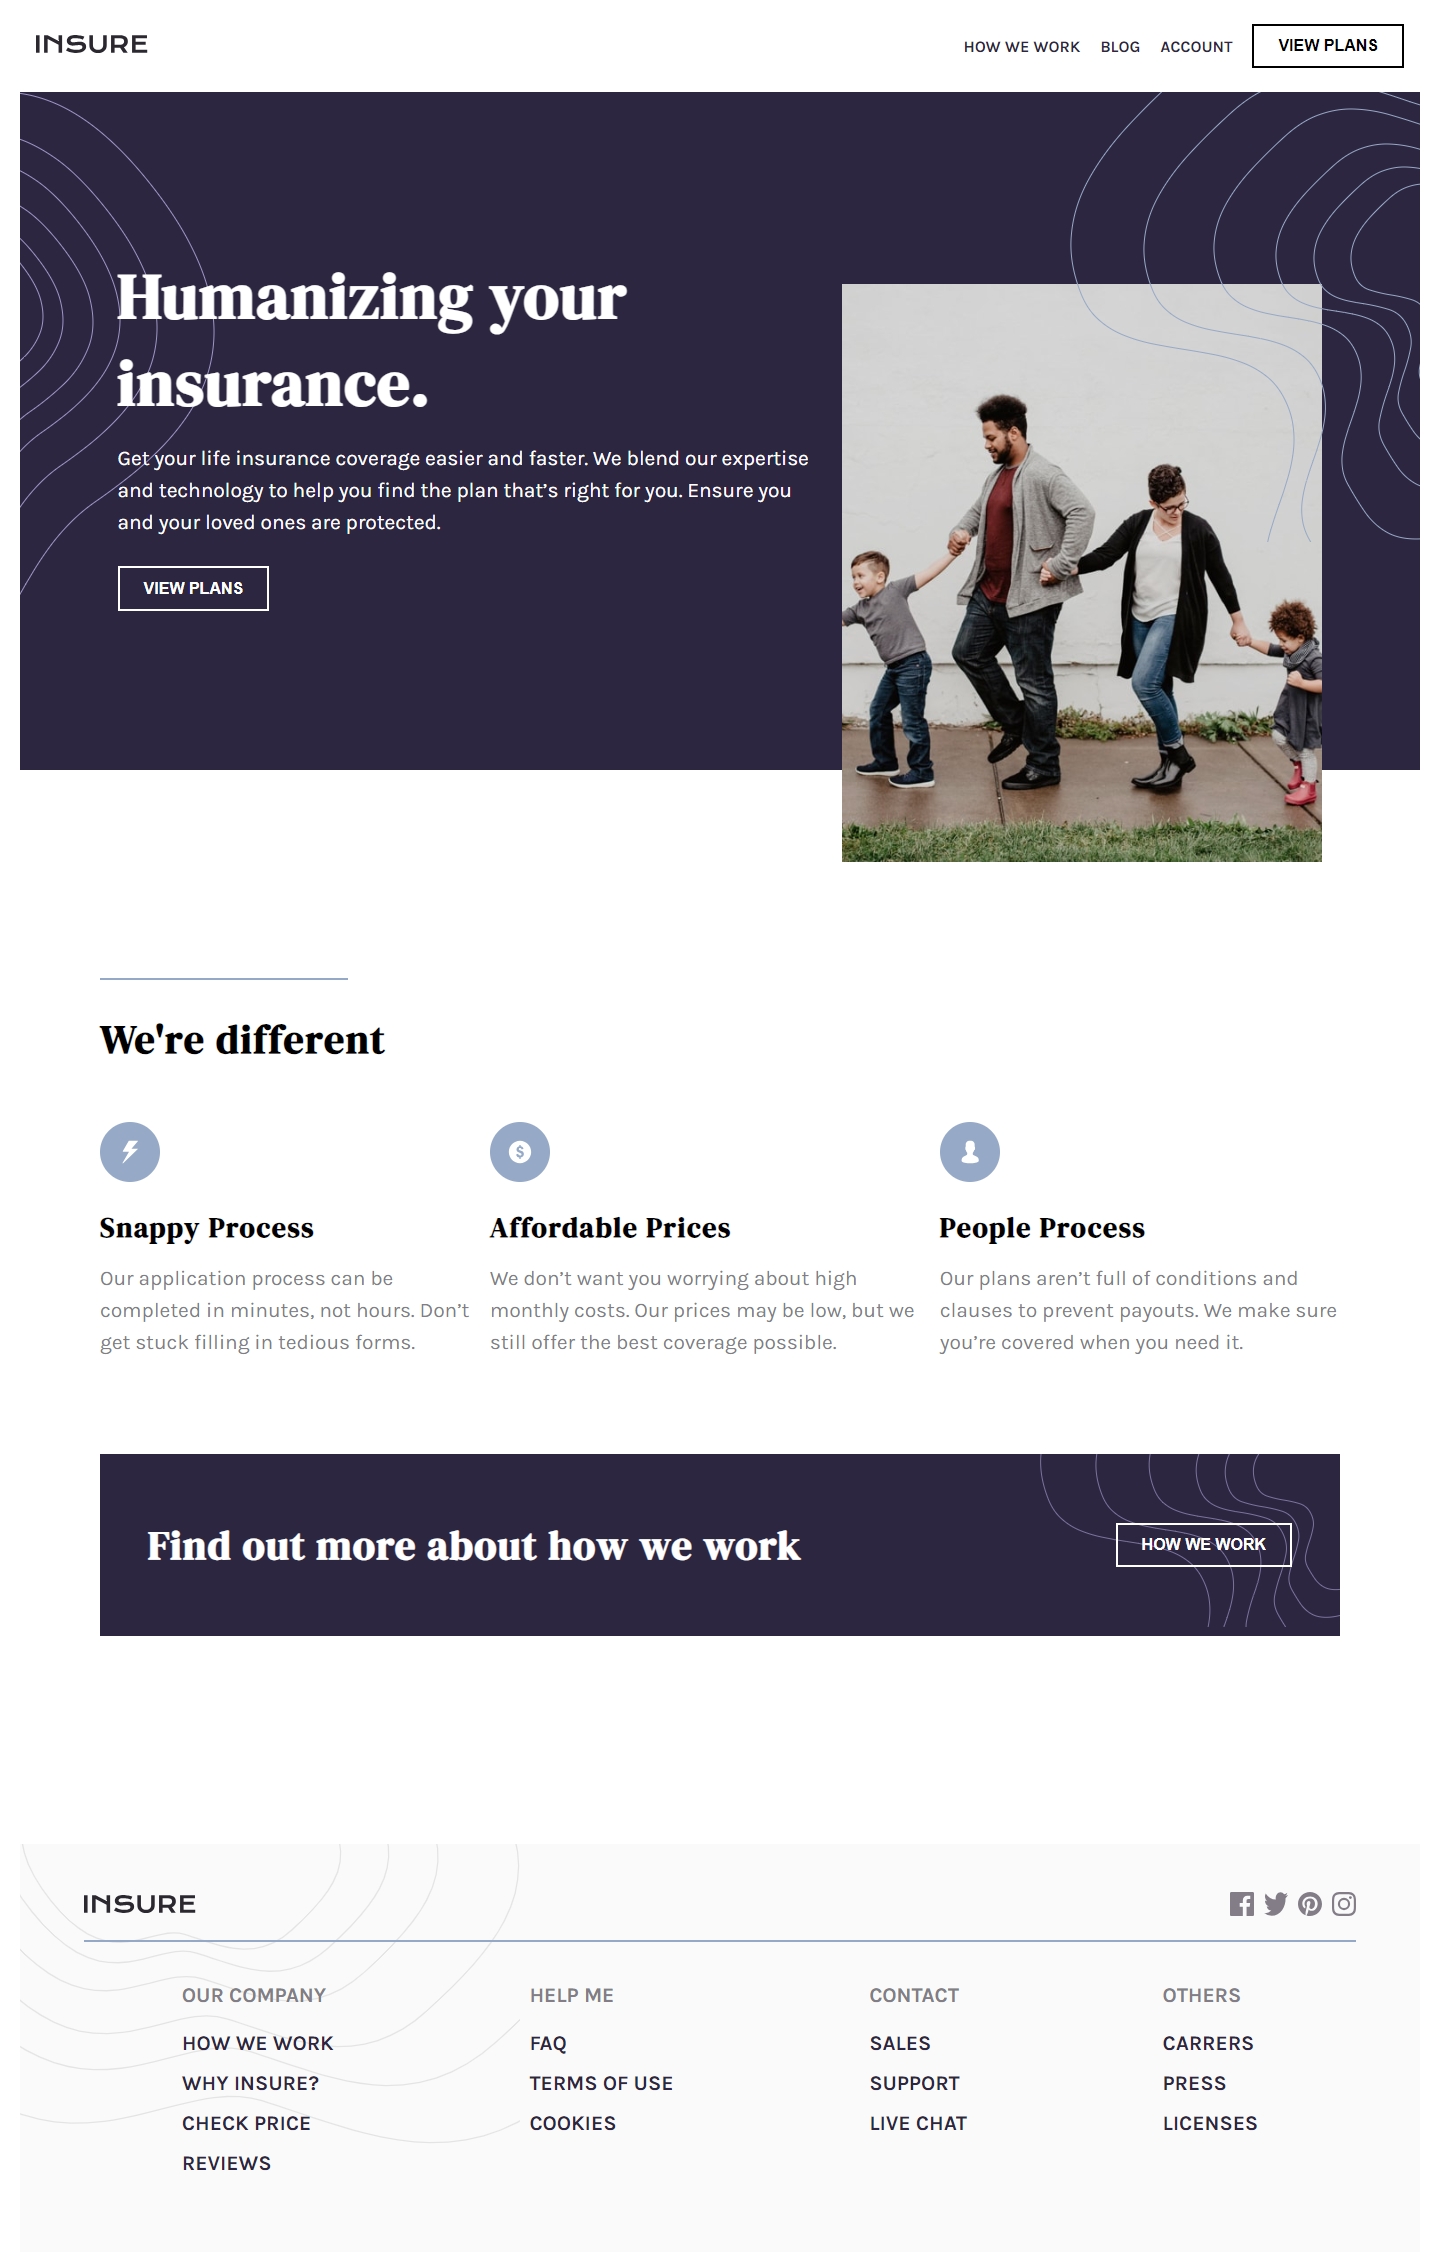 INSURE
HOW WE WORK BLOG ACCOUNT VIEW PLANS
Humanizing your
insurance.
Get your life insurance coverage easier and faster. We blend our expertise
and technology to help you find the plan that’s right for you. Ensure you
and your loved ones are protected.
VIEW PLANS
We're different
Snappy Process
Our application process can be
completed in minutes, not hours. Don’t
get stuck filling in tedious forms.
Affordable Prices
We don’t want you worrying about high
monthly costs. Our prices may be low, but we
still offer the best coverage possible.
People Process
Our plans aren’t full of conditions and
clauses to prevent payouts. We make sure
you’re covered when you need it.
Find out more about how we work
HOW WE WORK
INSURE
OUR COMPANY
HOW WE WORK
WHY INSURE?
CHECK PRICE
REVIEWS
HELP ME
FAQ
TERMS OF USE
COOKIES
CONTACT
SALES
SUPPORT
LIVE CHAT
OTHERS
CARRERS
PRESS
LICENSES